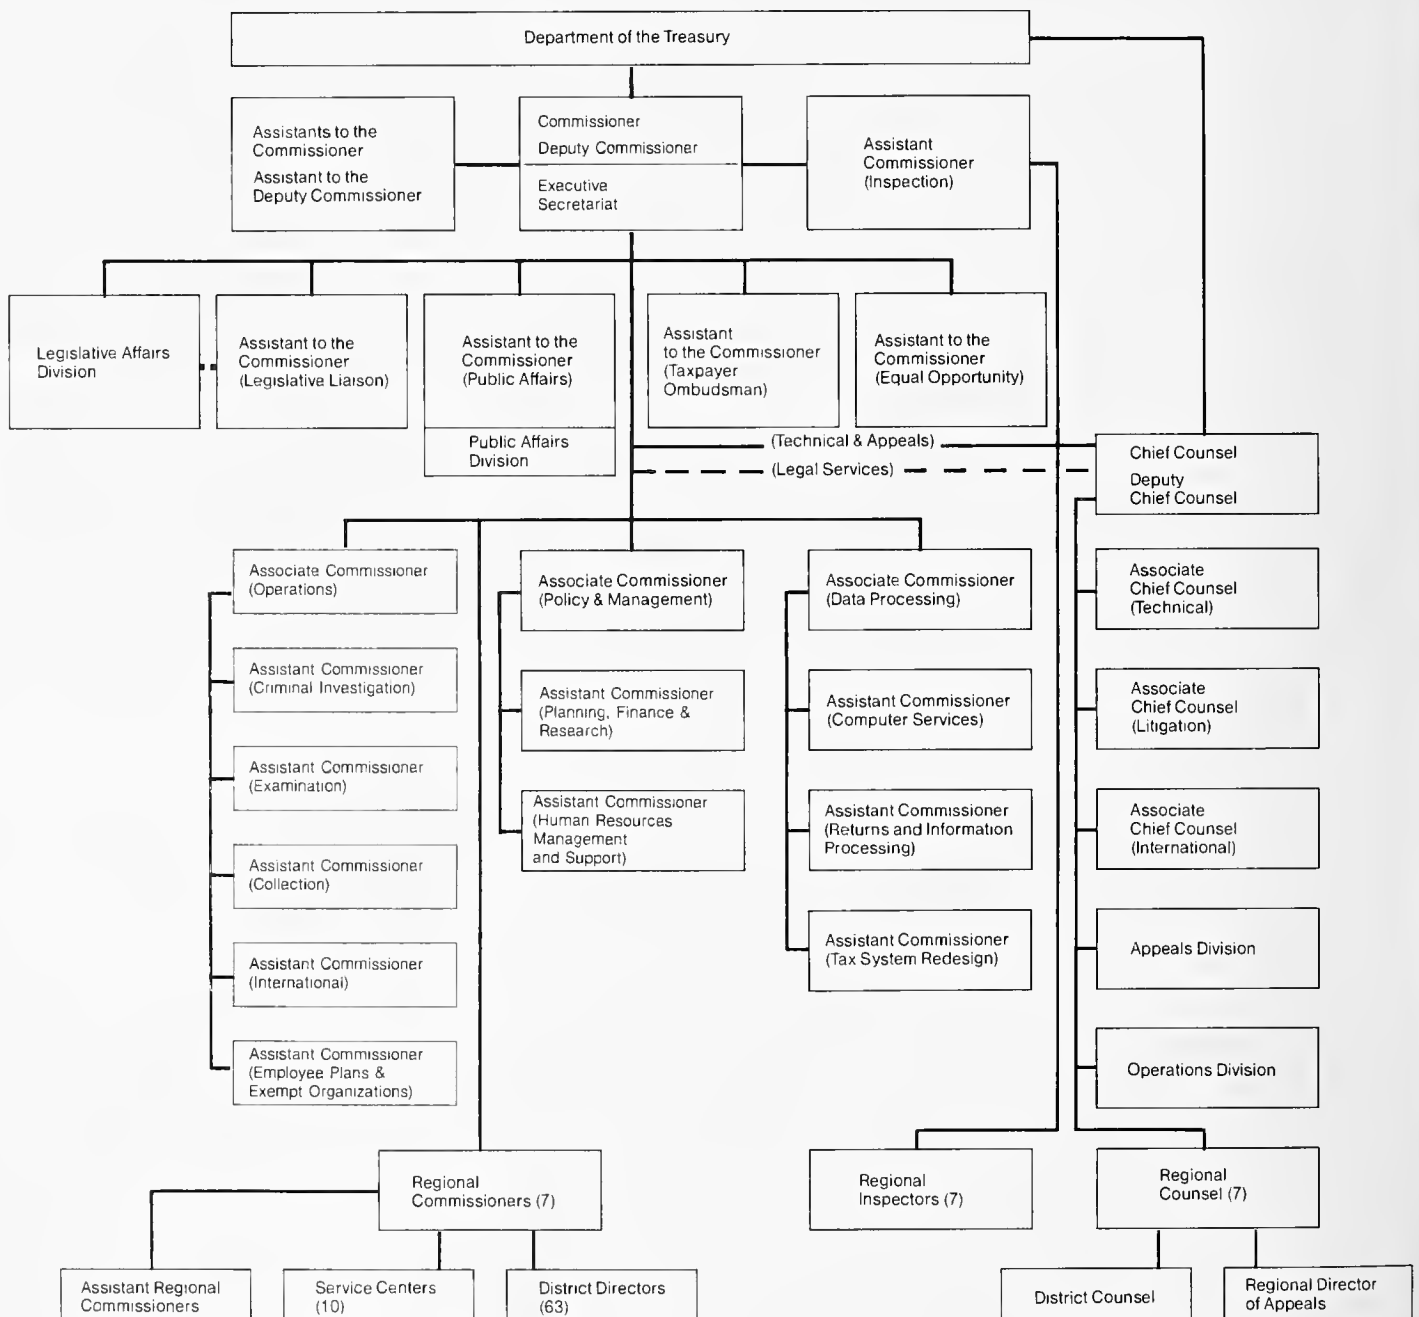 Department of the Treasury
Assistants to the
Commissioner
Assistant to the
Deputy Commissioner
Commissioner
Deputy Commissioner
Executive
Secretariat
Assistant
Commissioner
(Inspection)
Legislative Affairs
Division
Assistant to the
Commissioner
(Legislative Liaison)
Assistant to the
Commissioner
(Public Affairs)
Public Affairs
Division
Assistant
to the Commissioner
(Taxpayer
Ombudsman)
Assistant to the
Commissioner
(Equal Opportunity)
(Technical & Appeals)
(Legal Services)
Chief Counsel
Deputy
Chief Counsel
Associate Commissioner
(Operations)
Assistant Commissioner
(Criminal Investigation)
Assistant Commissioner
(Examination)
Assistant Commissioner
(Collection)
Assistant Commissioner
(International)
Assistant Commissioner
(Employee Plans &
Exempt Organizations)
Associate Commissioner
(Policy & Management)
Assistant Commissioner
(Planning, Finance &
Research)
Assistant Commissioner
(Human Resources
Management
and Support)
Associate Commissioner
(Data Processing)
Assistant Commissioner
(Computer Services)
Assistant Commissioner
(Returns and Information
Processing)
Assistant Commissioner
(Tax System Redesign)
Associate
Chief Counsel
(Technical)
Associate
Chief Counsel
(Litigation)
Associate
Chief Counsel
(International)
Appeals Division
Operations Division
Regional
Commissioners (7)
Regional
Inspectors (7)
Regional
Counsel (7)
Assistant Regional
Commissioners
Service Centers
(10)
District Directors
(63)
District Counsel
Regional Director
of Appeals